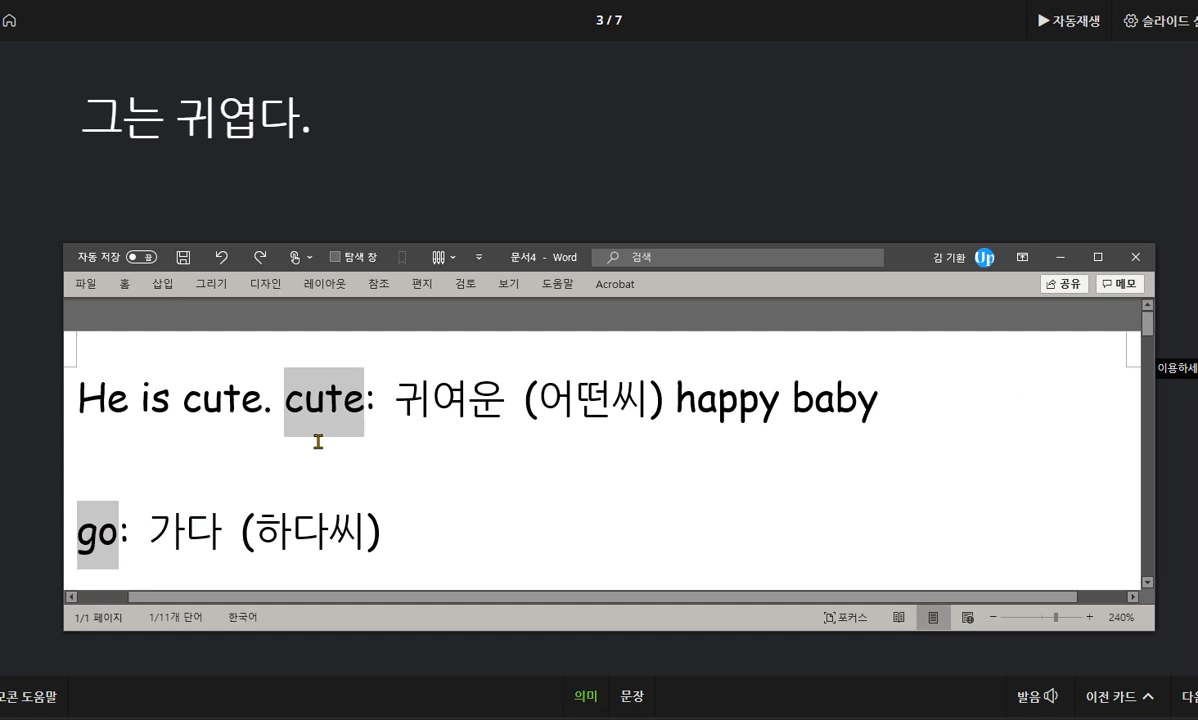 3 / 7
자동재생
슬라이드
그는 귀엽다.
자동 저장 끔
탐색 창
문서4 - Word
검색
김 기환
Up
파일 홈 삽입 그리기 디자인 레이아웃 참조 편지 검토 보기 도움말 Acrobat
공유 메모
He is cute. cute: 귀여운 (어떤씨) happy baby
이용하세
go: 가다 (하다씨)
1/1 페이지 1/11개 단어 한국어
포커스
240%
도움말
의미 문장
발음 이전 카드